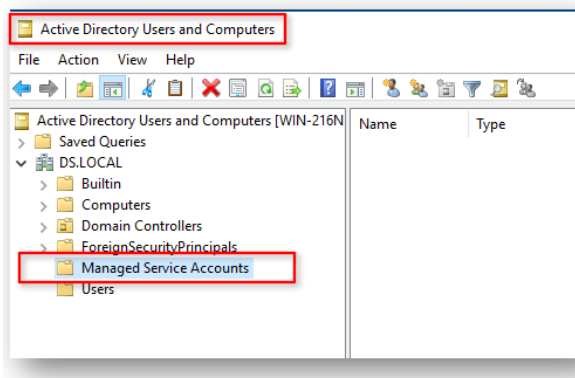 Active Directory Users and Computers
File Action View Help
Active Directory Users and Computers [WIN-216N
Name Type
Saved Queries
DS.LOCAL
Builtin
Computers
Domain Controllers
ForeignSecurityPrincipals
Managed Service Accounts
Users